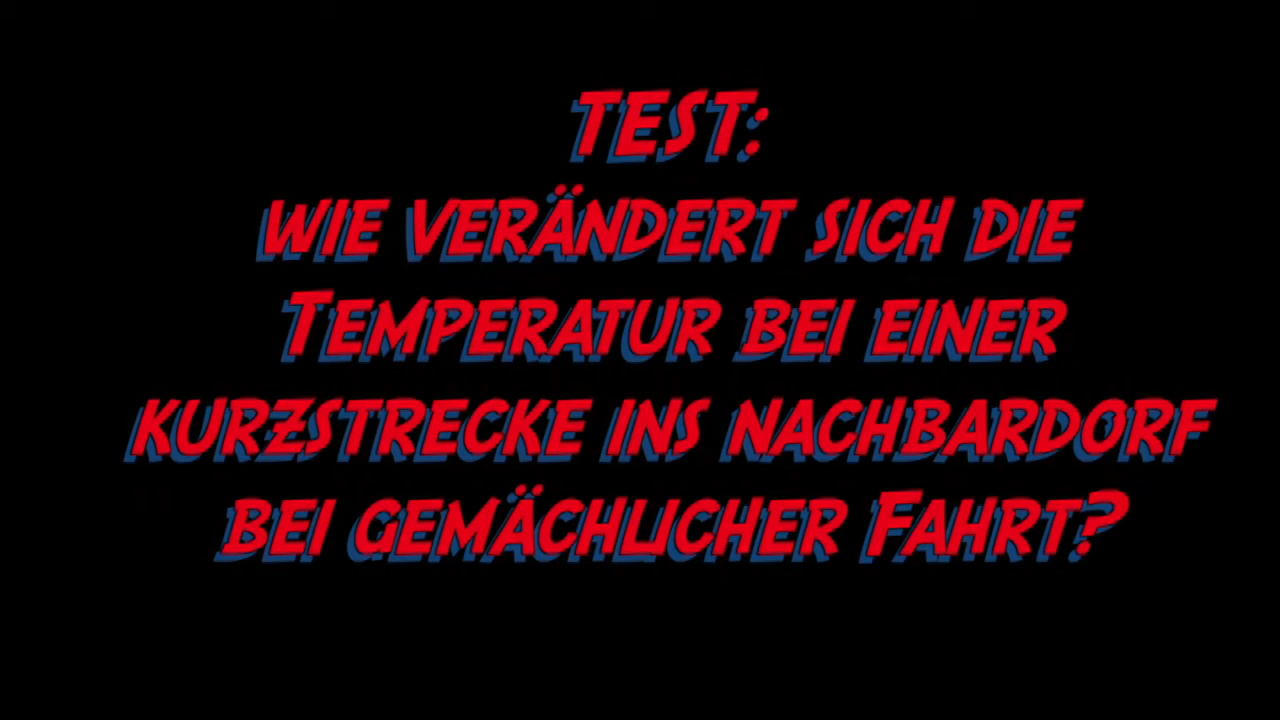 TEST:
WIE VERÄNDERT SICH DIE
TEMPERATUR BEI EINER
KURZSTRECKE INS NACHBARDORF
BEI GEMÄCHLICHER FAHRT?